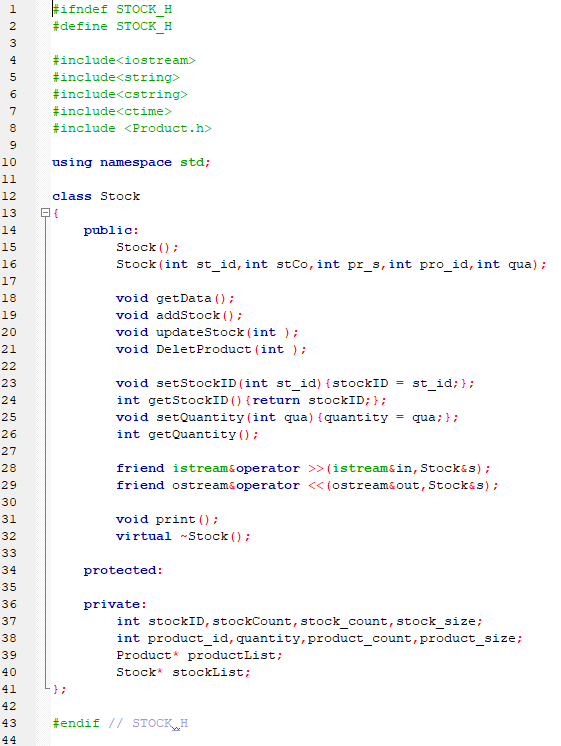 1 #ifndef STOCK_H
2 #define STOCK_H
3
4 #include<iostream>
5 #include<string>
6 #include<cstring>
7 #include<ctime>
8 #include <Product.h>
9
10 using namespace std;
11
12 class Stock
13 {
14     public:
15         Stock();
16         Stock(int st_id,int stCo,int pr_s,int pro_id,int qua);
17
18         void getData();
19         void addStock();
20         void updateStock(int );
21         void DeletProduct(int );
22
23         void setStockID(int st_id){stockID = st_id;};
24         int getStockID(){return stockID;};
25         void setQuantity(int qua){quantity = qua;};
26         int getQuantity();
27
28         friend istream&operator >>(istream&in,Stock&s);
29         friend ostream&operator <<(ostream&out,Stock&s);
30
31         void print();
32         virtual ~Stock();
33
34     protected:
35
36     private:
37         int stockID,stockCount,stock_count,stock_size;
38         int product_id,quantity,product_count,product_size;
39         Product* productList;
40         Stock* stockList;
41 };
42
43 #endif // STOCK_H
44